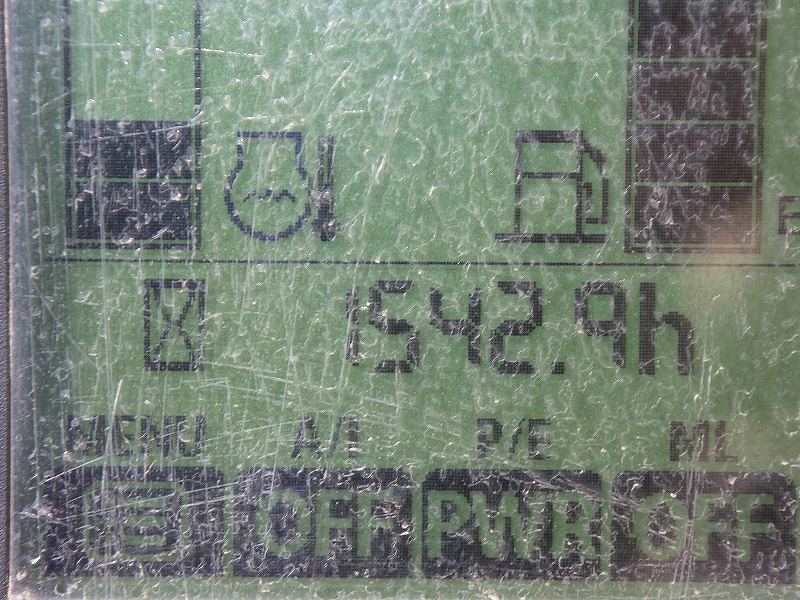 1542.9h
MENU A/I P/E ML
OFF PWR OFF